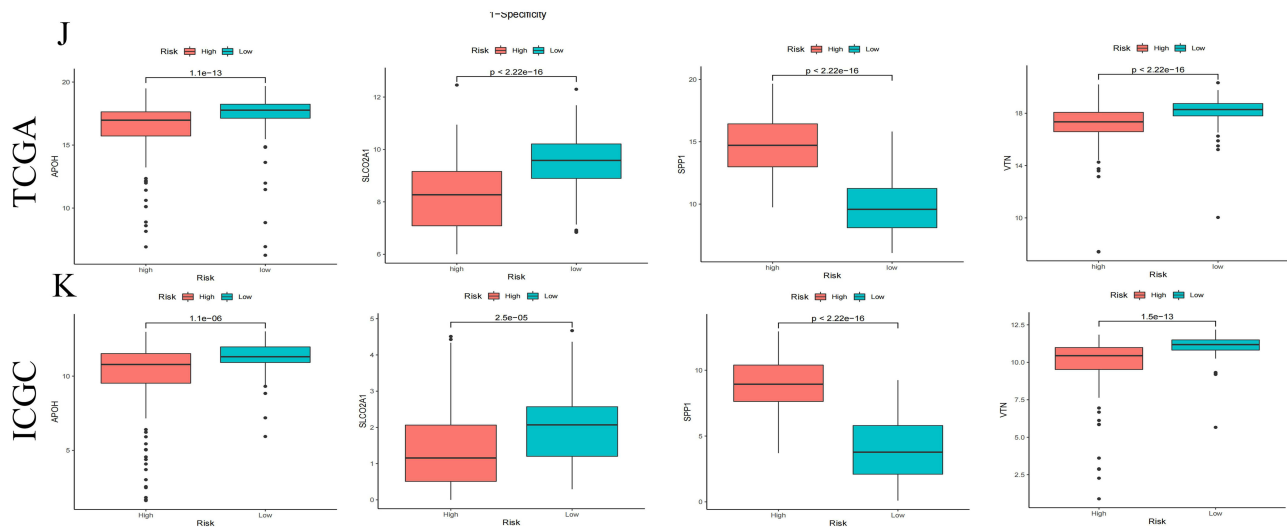 1-Specificity
J
TCGA
Risk High Low
1.1e-13
20
15
10
APOH
high low
Risk
Risk High Low
p < 2.22e-16
12
10
8
6
SLCO2A1
high low
Risk
Risk High Low
p < 2.22e-16
20
15
10
SPP1
high low
Risk
Risk High Low
p < 2.22e-16
18
14
10
VTN
high low
Risk
K
ICGC
Risk High Low
1.1e-06
10
5
APOH
High Low
Risk
Risk High Low
2.5e-05
5
4
3
2
1
0
SLCO2A1
High Low
Risk
Risk High Low
p < 2.22e-16
10
5
0
SPP1
High Low
Risk
Risk High Low
1.5e-13
12.5
10.0
7.5
5.0
2.5
VTN
High Low
Risk